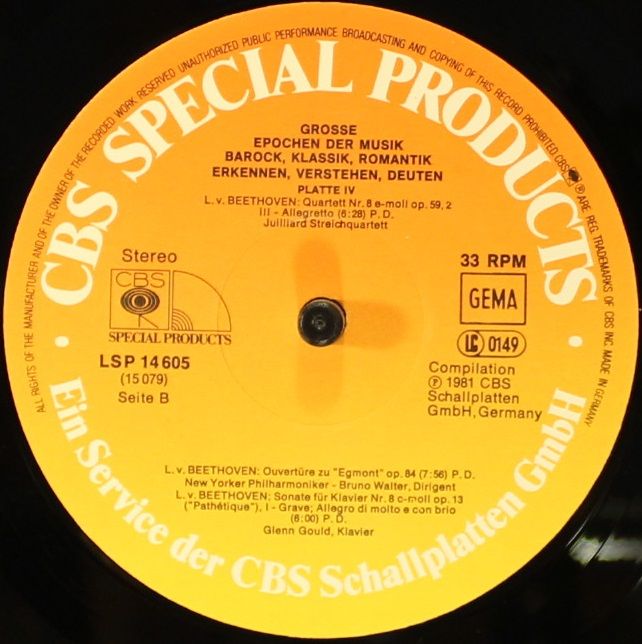 ALL RIGHTS OF THE MANUFACTURER AND OF THE OWNER OF THE RECORDED WORK RESERVED UNAUTHORIZED PUBLIC PERFORMANCE BROADCASTING AND COPYING OF THIS RECORD PROHIBITED. CBS ® ARE REG. TRADEMARKS OF CBS INC. MADE IN GERMANY
· CBS SPECIAL PRODUCTS ·
GROSSE
EPOCHEN DER MUSIK
BAROCK, KLASSIK, ROMANTIK
ERKENNEN, VERSTEHEN, DEUTEN
PLATTE IV
L. v. BEETHOVEN: Quartett Nr. 8 e-moll op. 59, 2
III - Allegretto (6:28) P. D.
Juilliard Streichquartett
Stereo
CBS
SPECIAL PRODUCTS
LSP 14 605
(15 079)
Seite B
33 RPM
GEMA
LC 0149
Compilation
℗ 1981 CBS
Schallplatten
GmbH, Germany
L. v. BEETHOVEN: Ouvertüre zu "Egmont" op. 84 (7:56) P. D.
New Yorker Philharmoniker - Bruno Walter, Dirigent
L. v. BEETHOVEN: Sonate für Klavier Nr. 8 c-moll op. 13
("Pathétique"), I - Grave; Allegro di molto e con brio
(6:00) P. D.
Glenn Gould, Klavier
Ein Service der CBS Schallplatten GmbH